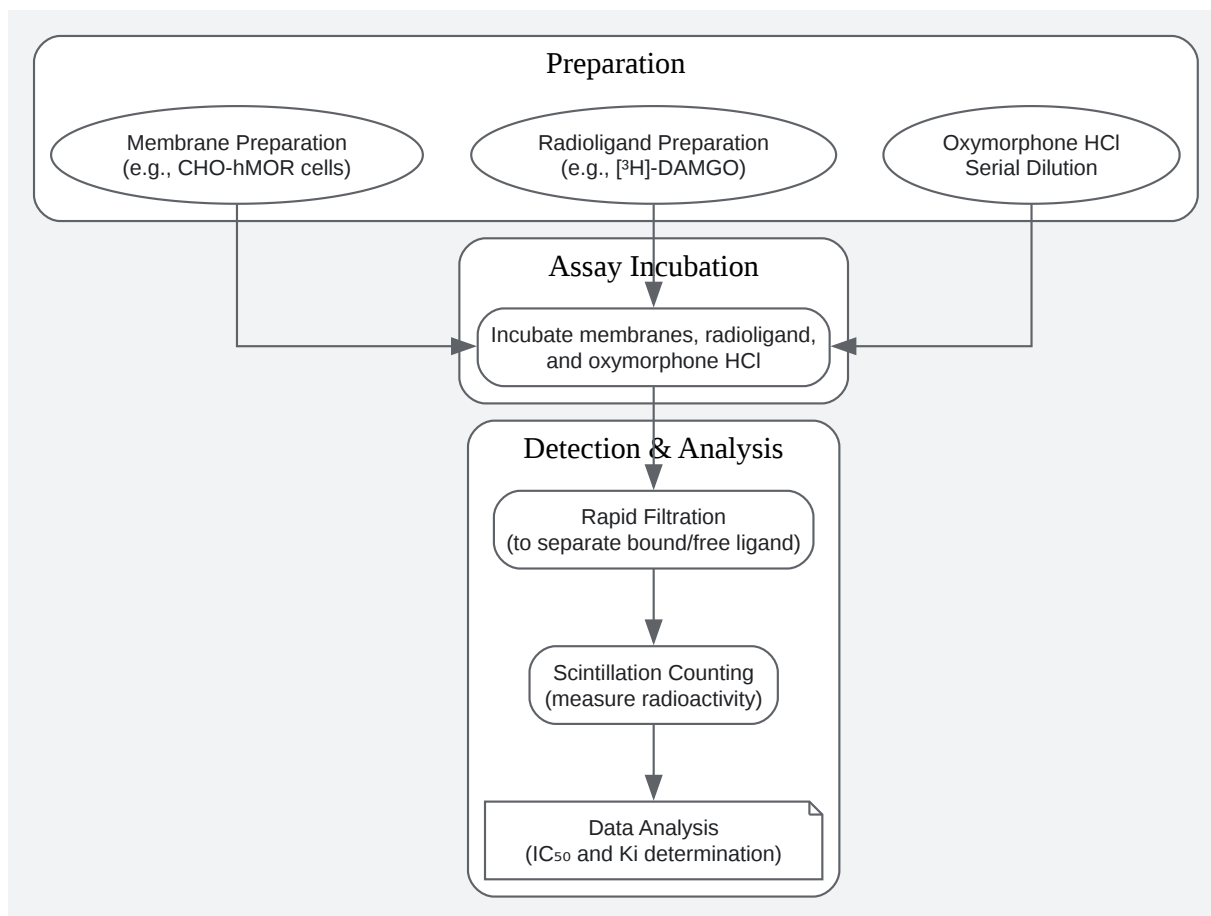 Preparation
Membrane Preparation
(e.g., CHO-hMOR cells)
Radioligand Preparation
(e.g., [³H]-DAMGO)
Oxymorphone HCl
Serial Dilution
Assay Incubation
Incubate membranes, radioligand,
and oxymorphone HCl
Detection & Analysis
Rapid Filtration
(to separate bound/free ligand)
Scintillation Counting
(measure radioactivity)
Data Analysis
(IC₅₀ and Ki determination)